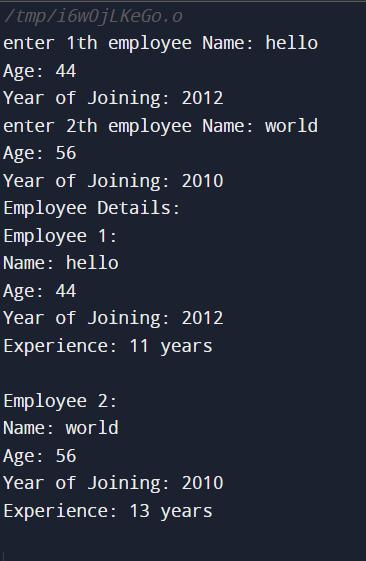 /tmp/i6wOjLKeGo.o
enter 1th employee Name: hello
Age: 44
Year of Joining: 2012
enter 2th employee Name: world
Age: 56
Year of Joining: 2010
Employee Details:
Employee 1:
Name: hello
Age: 44
Year of Joining: 2012
Experience: 11 years
Employee 2:
Name: world
Age: 56
Year of Joining: 2010
Experience: 13 years